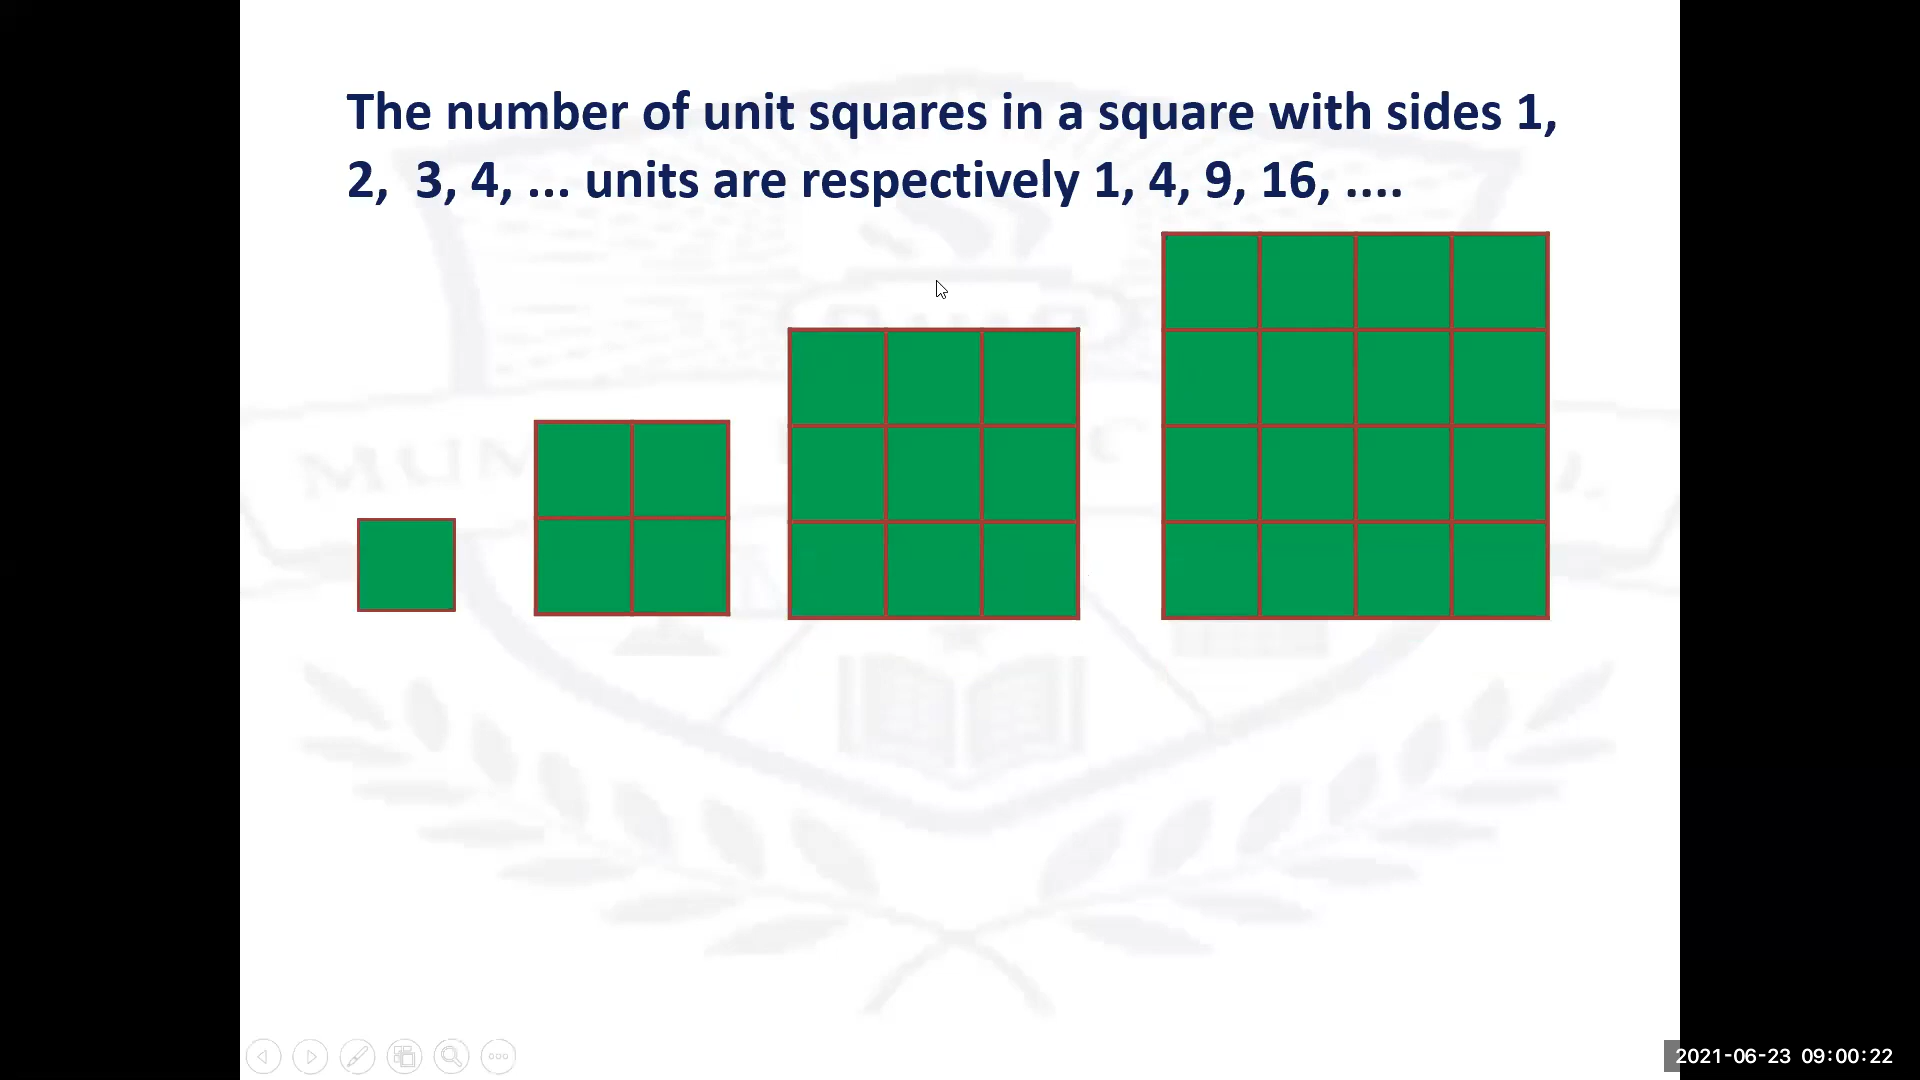 The number of unit squares in a square with sides 1,
2,  3, 4, ... units are respectively 1, 4, 9, 16, ....
2021-06-23 09:00:22